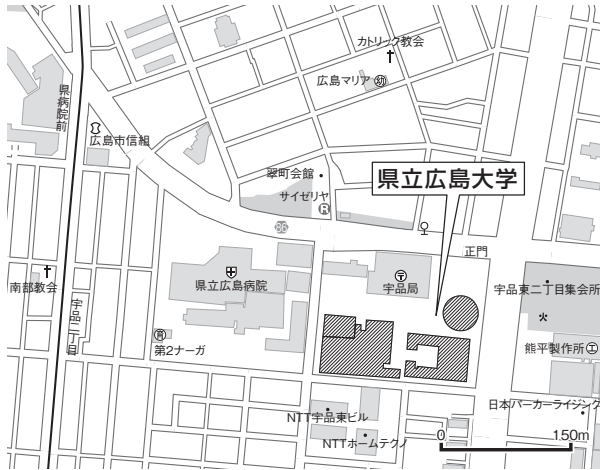 カトリック教会
広島マリア 幼
県病院前
広島市信組
翠町会館
サイゼリヤ
R
県立広島大学
86
正門
南部教会
県立広島病院
〒
宇品局
宇品東二丁目集会所
宇品二丁目
第2ナーガ
熊平製作所 工
日本パーカーライジング
NTT宇品東ビル
NTTホームテクノ
0
150m